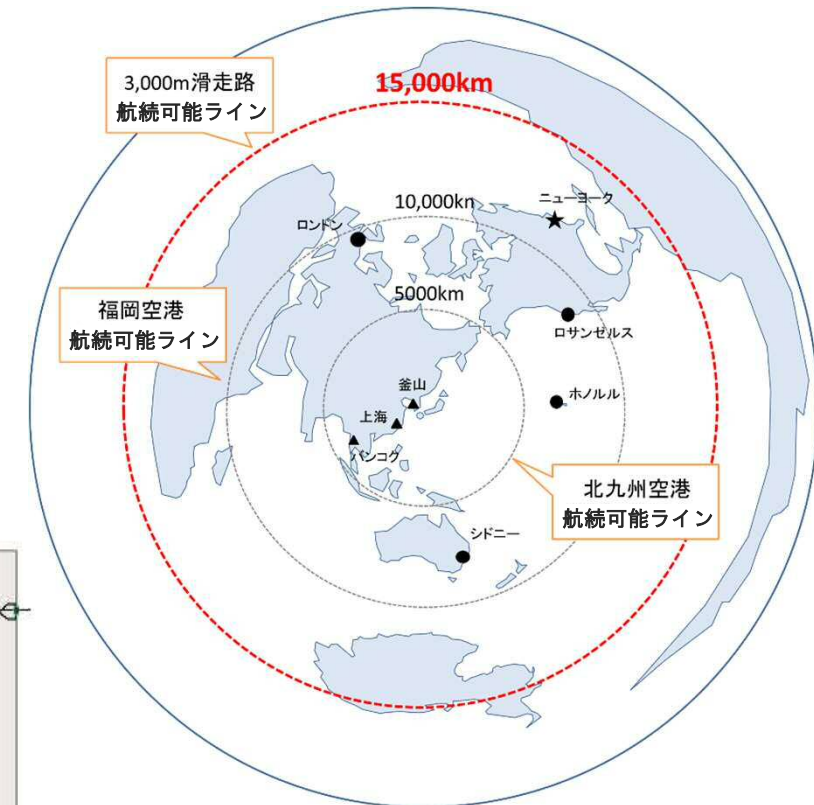 3,000m滑走路
航続可能ライン
15,000km
10,000kn
ニューヨーク
ロンドン
5000km
福岡空港
航続可能ライン
ロサンゼルス
釜山
ホノルル
上海
バンコク
北九州空港
航続可能ライン
シドニー